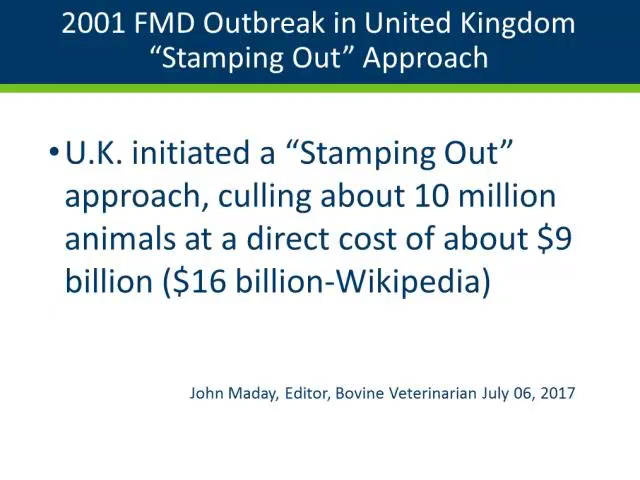 2001 FMD Outbreak in United Kingdom
“Stamping Out” Approach
•U.K. initiated a “Stamping Out”
approach, culling about 10 million
animals at a direct cost of about $9
billion ($16 billion-Wikipedia)
John Maday, Editor, Bovine Veterinarian July 06, 2017